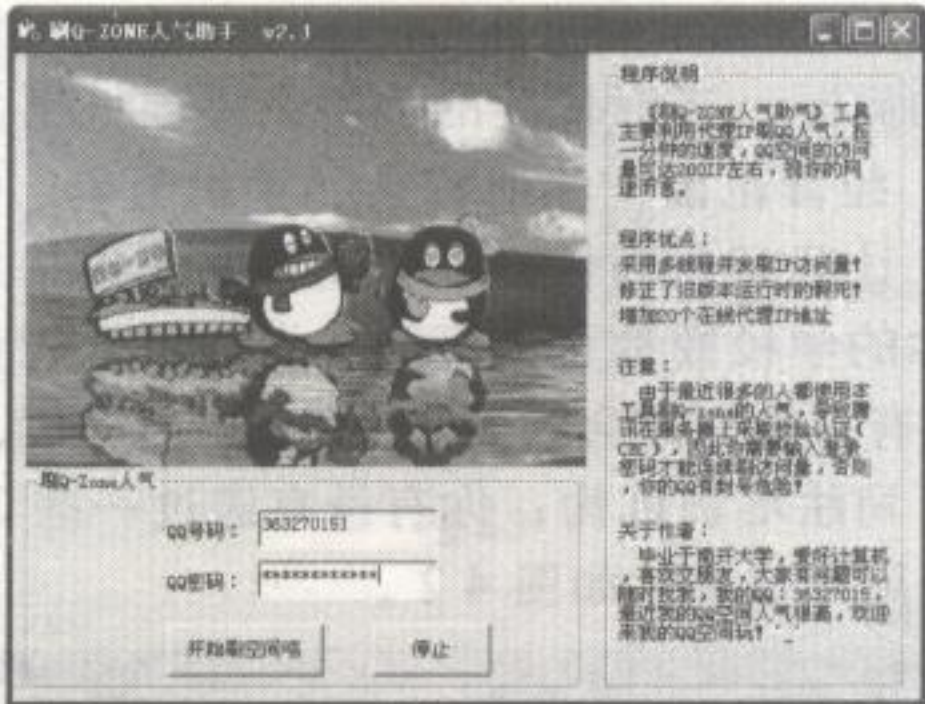 刷Q-ZONE人气助手 v2.1
程序说明
《刷Q-ZONE人气助气》工具
主要利用代理IP刷QQ人气,按
一分钟的速度,QQ空间的访问
量可达200IP左右,视你的网
速而言。
程序优点:
采用多线程并发刷IP访问量!
修正了旧版本运行时的假死!
增加20个在线代理IP地址
注意:
由于最近很多的人都使用本
工具刷Q-zone的人气,导致腾
讯在服务器上采取校验认证(
CRC),因此你需要输入登录
密码才能连续刷访问量,否则
,你的QQ有封号危险!
关于作者:
毕业于南开大学,爱好计算机
,喜欢交朋友,大家有问题可以
随时找我,我的QQ:36327015,
最近我的QQ空间人气很高,欢迎
来我的QQ空间玩!
刷Q-Zone人气
QQ号码:
363270151
QQ密码:
**********
开始刷空间咯
停止